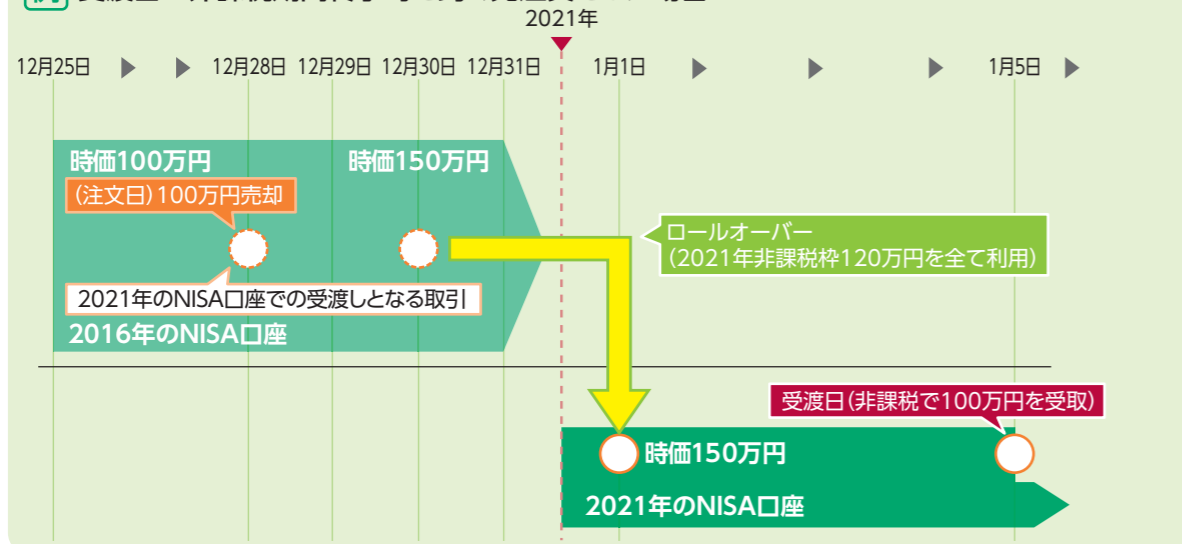 例
2021年
12月25日 ▶ ▶ 12月28日 12月29日 12月30日 12月31日 1月1日 ▶ ▶ ▶ 1月5日 ▶
時価100万円 時価150万円
(注文日)100万円売却
ロールオーバー
(2021年非課税枠120万円を全て利用)
2021年のNISA口座での受渡しとなる取引
2016年のNISA口座
受渡日(非課税で100万円を受取)
時価150万円
2021年のNISA口座